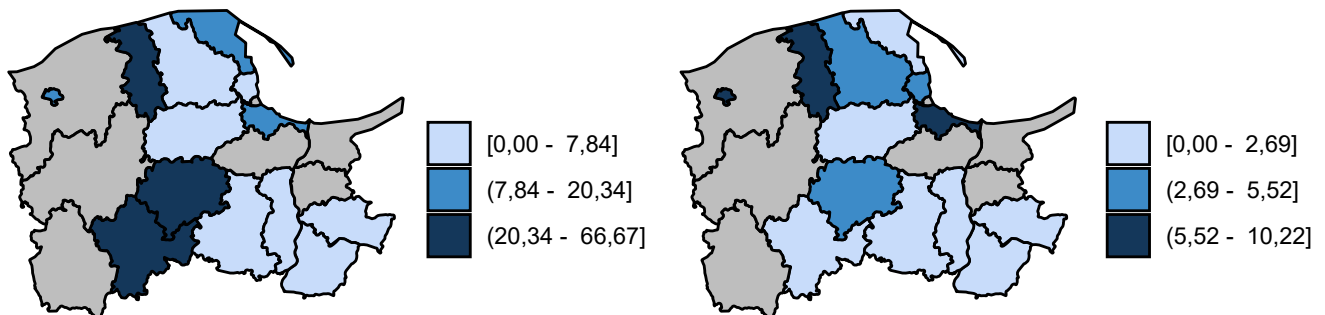 [0,00 -  7,84]
(7,84 -  20,34]
(20,34 -  66,67]
[0,00 -  2,69]
(2,69 -  5,52]
(5,52 -  10,22]